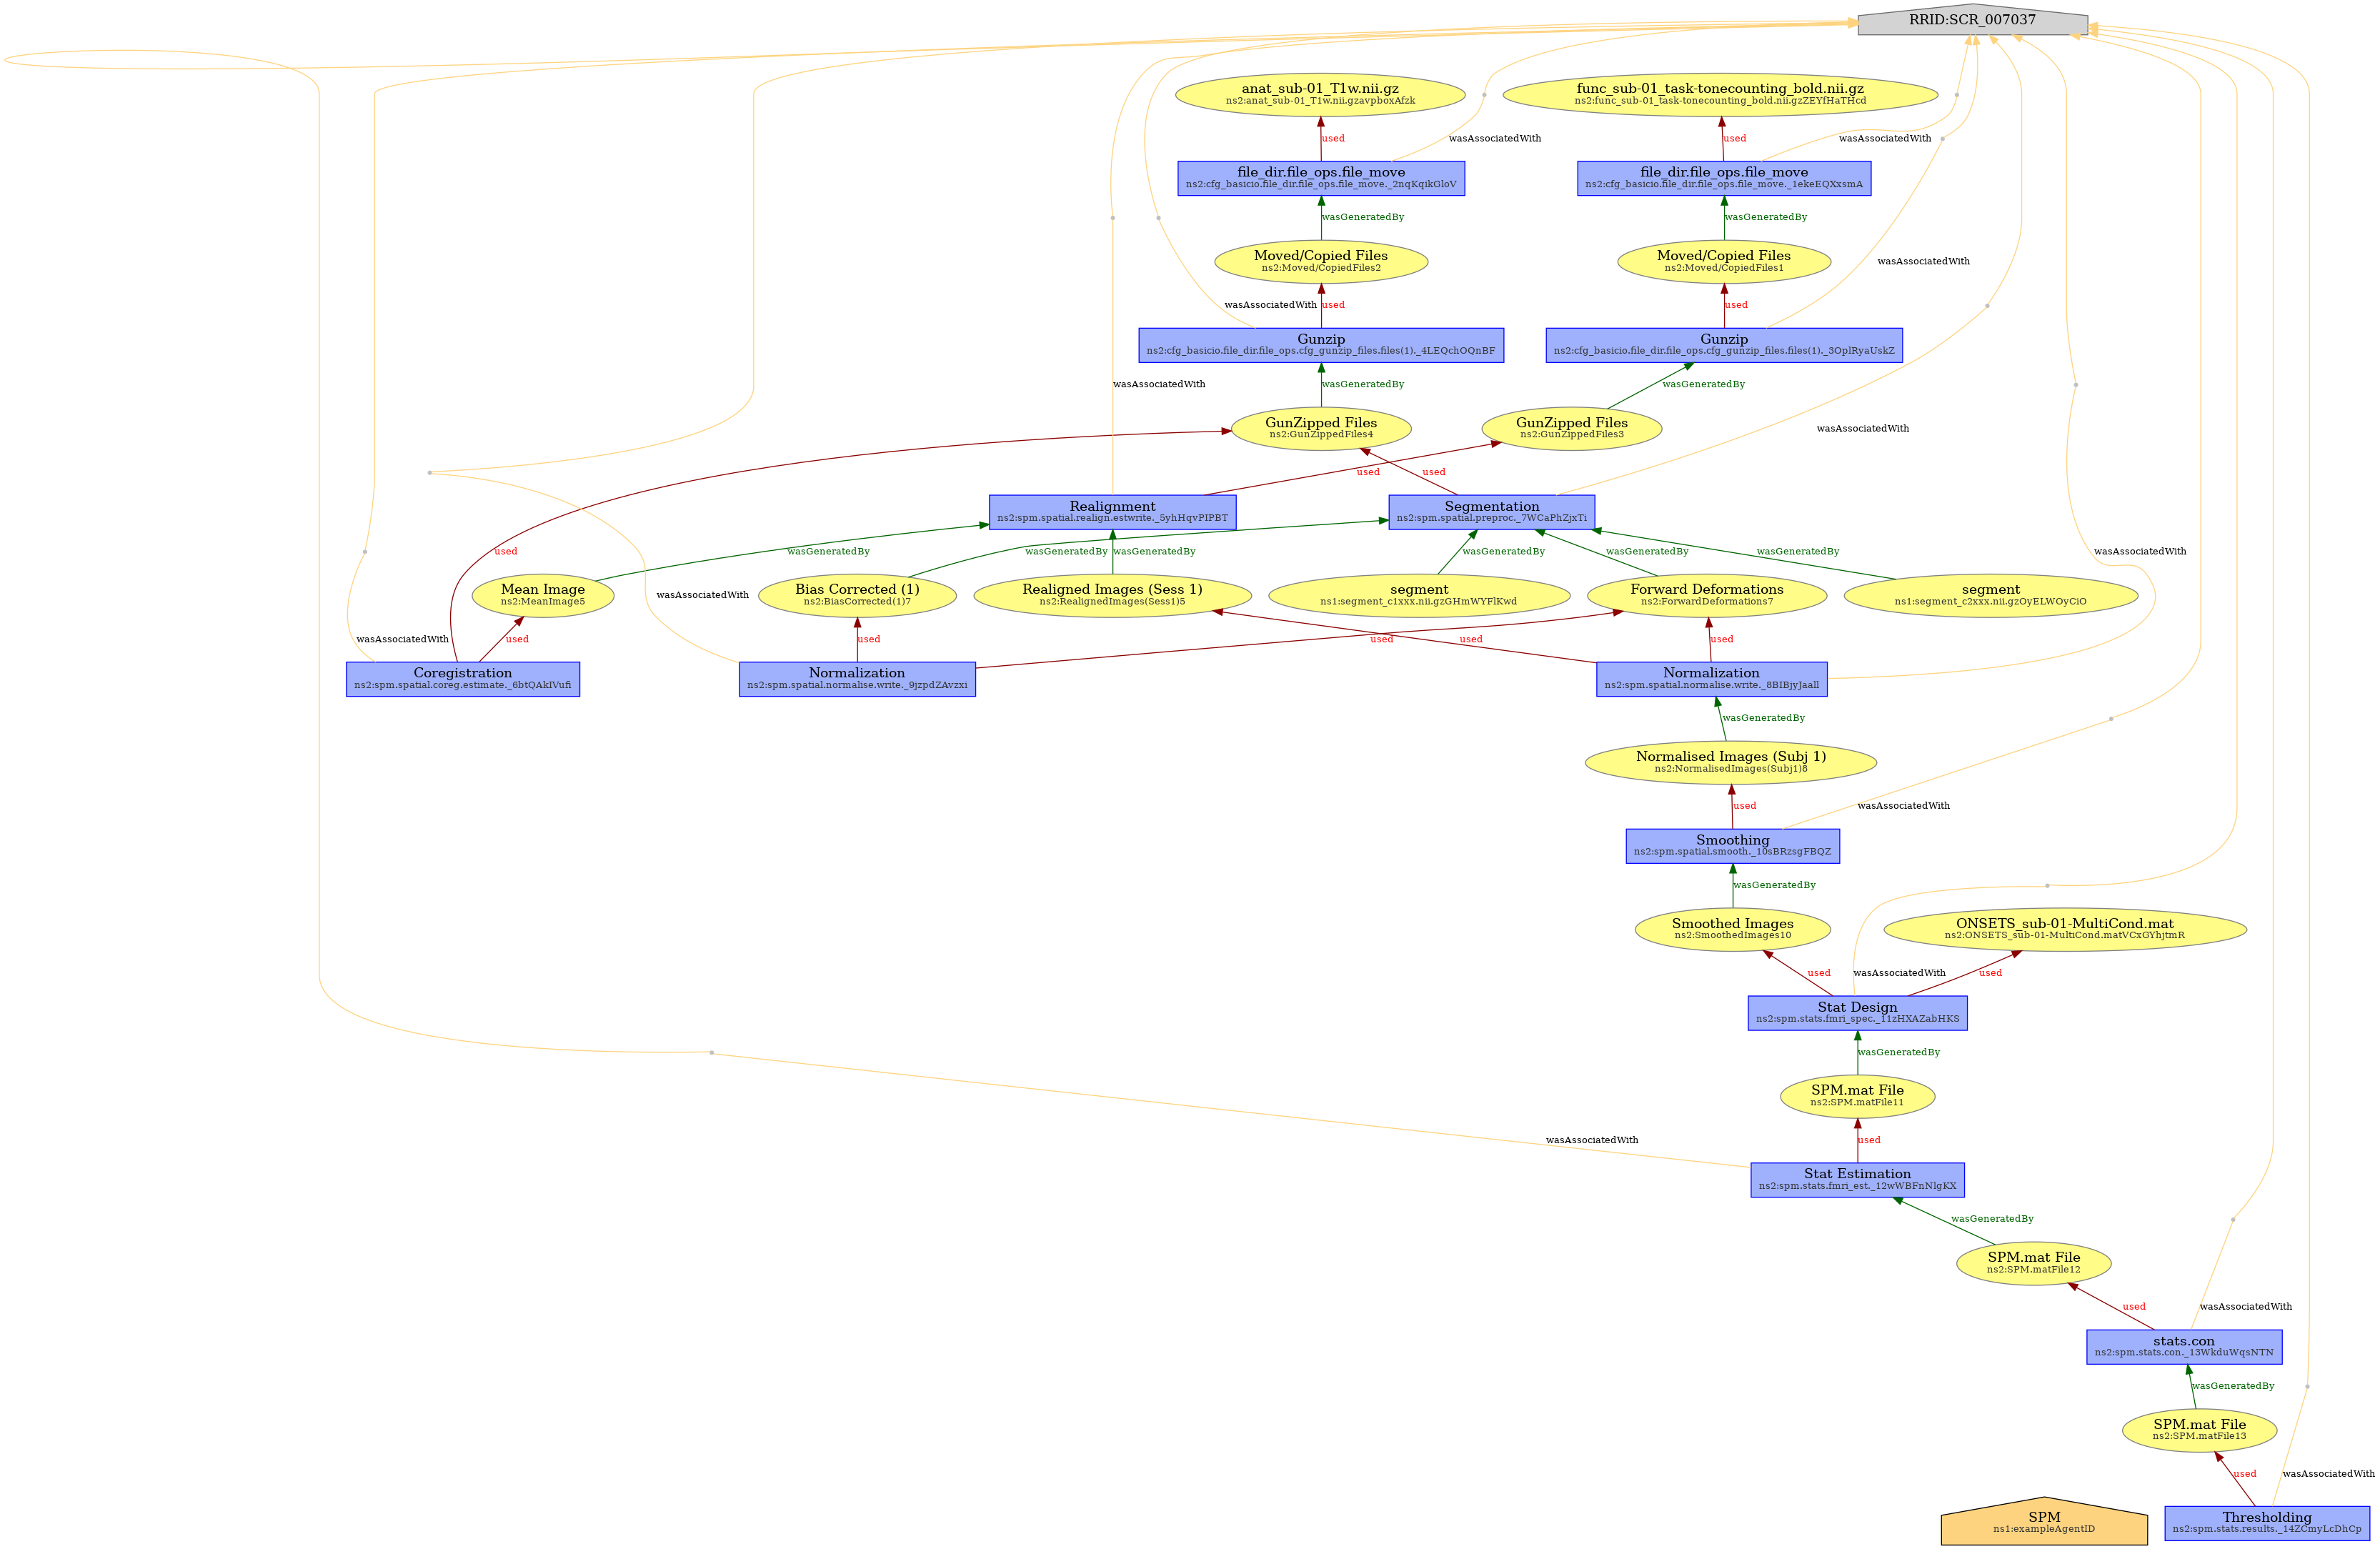 RRID:SCR_007037
anat_sub-01_T1w.nii.gz
ns2:anat_sub-01_T1w.nii.gzavpboxAfzk
func_sub-01_task-tonecounting_bold.nii.gz
ns2:func_sub-01_task-tonecounting_bold.nii.gzZEYfHaTHcd
used
wasAssociatedWith
used
wasAssociatedWith
file_dir.file_ops.file_move
ns2:cfg_basicio.file_dir.file_ops.file_move._2nqKqikGloV
file_dir.file_ops.file_move
ns2:cfg_basicio.file_dir.file_ops.file_move._1ekeEQXxsmA
wasGeneratedBy
wasGeneratedBy
Moved/Copied Files
ns2:Moved/CopiedFiles2
Moved/Copied Files
ns2:Moved/CopiedFiles1
wasAssociatedWith
wasAssociatedWith
used
used
Gunzip
ns2:cfg_basicio.file_dir.file_ops.cfg_gunzip_files.files(1)._4LEQchOQnBF
Gunzip
ns2:cfg_basicio.file_dir.file_ops.cfg_gunzip_files.files(1)._3OplRyaUskZ
wasAssociatedWith
wasGeneratedBy
wasGeneratedBy
GunZipped Files
ns2:GunZippedFiles4
GunZipped Files
ns2:GunZippedFiles3
wasAssociatedWith
used
used
Realignment
ns2:spm.spatial.realign.estwrite._5yhHqvPIPBT
Segmentation
ns2:spm.spatial.preproc._7WCaPhZjxTi
used
wasGeneratedBy
wasGeneratedBy
wasGeneratedBy
wasGeneratedBy
wasGeneratedBy
wasGeneratedBy
wasAssociatedWith
Mean Image
ns2:MeanImage5
Bias Corrected (1)
ns2:BiasCorrected(1)7
Realigned Images (Sess 1)
ns2:RealignedImages(Sess1)5
segment
ns1:segment_c1xxx.nii.gzGHmWYFlKwd
Forward Deformations
ns2:ForwardDeformations7
segment
ns1:segment_c2xxx.nii.gzOyELWOyCiO
wasAssociatedWith
wasAssociatedWith
used
used
used
used
used
Coregistration
ns2:spm.spatial.coreg.estimate._6btQAkIVufi
Normalization
ns2:spm.spatial.normalise.write._9jzpdZAvzxi
Normalization
ns2:spm.spatial.normalise.write._8BIBjyJaall
wasGeneratedBy
Normalised Images (Subj 1)
ns2:NormalisedImages(Subj1)8
used
wasAssociatedWith
Smoothing
ns2:spm.spatial.smooth._10sBRzsgFBQZ
wasGeneratedBy
Smoothed Images
ns2:SmoothedImages10
ONSETS_sub-01-MultiCond.mat
ns2:ONSETS_sub-01-MultiCond.matVCxGYhjtmR
used
wasAssociatedWith
used
Stat Design
ns2:spm.stats.fmri_spec._11zHXAZabHKS
wasGeneratedBy
SPM.mat File
ns2:SPM.matFile11
wasAssociatedWith
used
Stat Estimation
ns2:spm.stats.fmri_est._12wWBFnNlgKX
wasGeneratedBy
SPM.mat File
ns2:SPM.matFile12
used
wasAssociatedWith
stats.con
ns2:spm.stats.con._13WkduWqsNTN
wasGeneratedBy
SPM.mat File
ns2:SPM.matFile13
used
wasAssociatedWith
SPM
ns1:exampleAgentID
Thresholding
ns2:spm.stats.results._14ZCmyLcDhCp